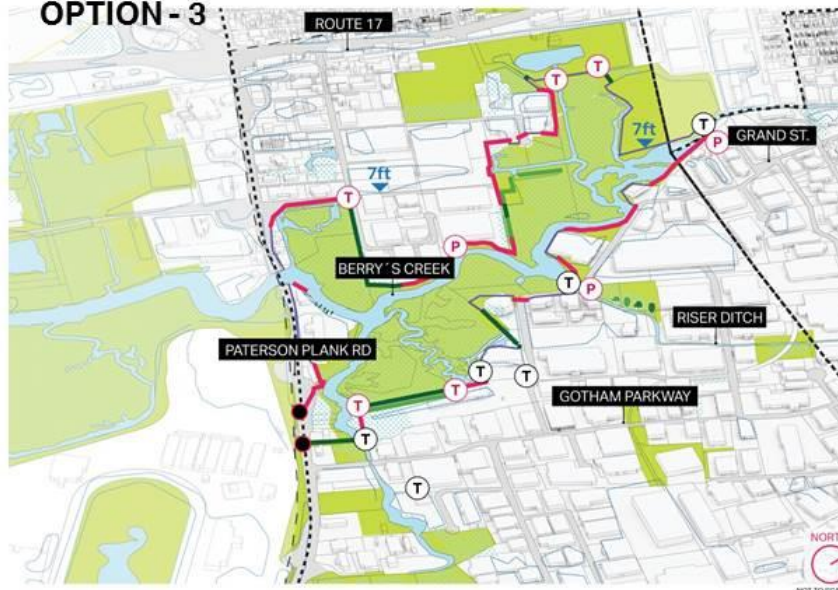 OPTION - 3
ROUTE 17
T
T
T
GRAND ST.
P
7ft
7ft
T
P
BERRY´S CREEK
T
P
RISER DITCH
PATERSON PLANK RD
T
T
T
GOTHAM PARKWAY
T
T
T